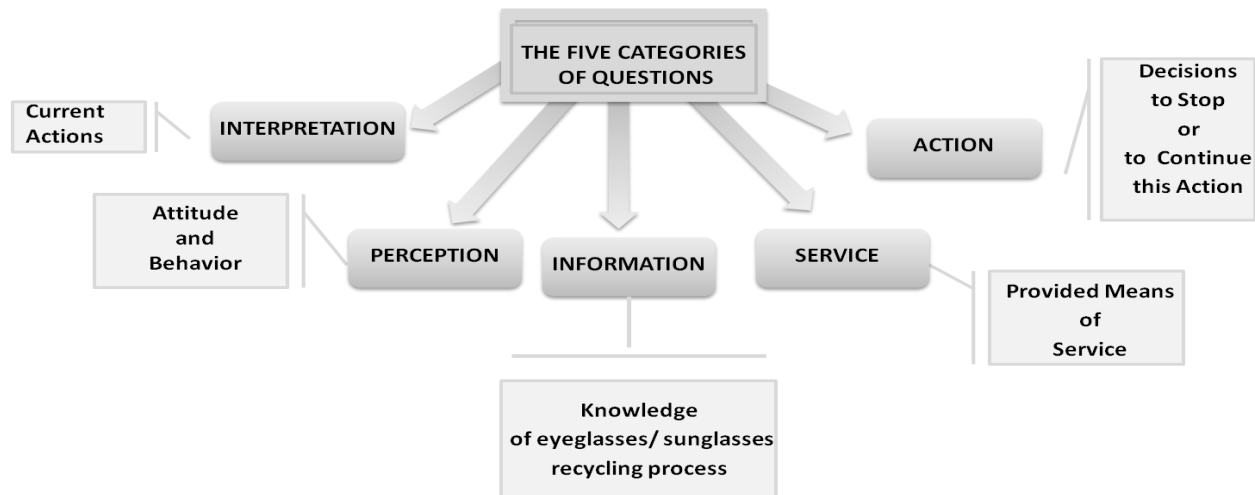 THE FIVE CATEGORIES
OF QUESTIONS
Current
Actions
INTERPRETATION
Attitude
and
Behavior
PERCEPTION
INFORMATION
Knowledge
of eyeglasses/ sunglasses
recycling process
SERVICE
Provided Means
of
Service
ACTION
Decisions
to Stop
or
to Continue
this Action